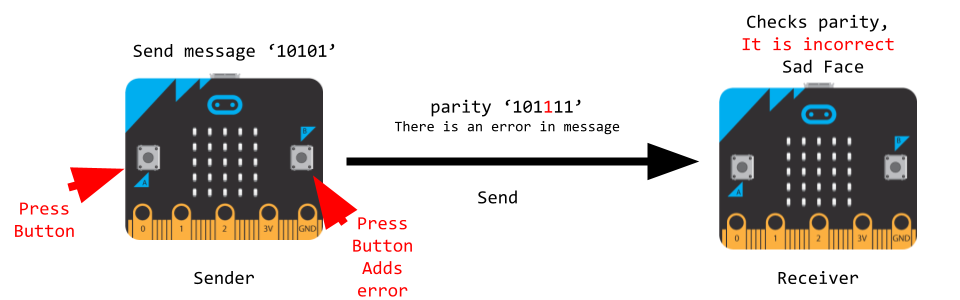 Send message ‘10101’
A
B
0
1
2
3V
GND
Press
Button
Press
Button
Adds
error
Sender
parity ‘101111’
There is an error in message
Send
Checks parity,
It is incorrect
Sad Face
A
B
0
1
2
3V
GND
Receiver